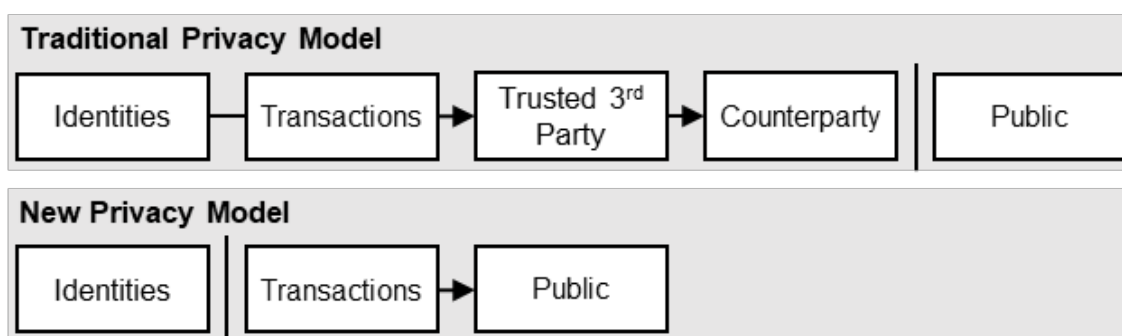 Traditional Privacy Model
Identities
Transactions
Trusted 3rd
Party
Counterparty
Public
New Privacy Model
Identities
Transactions
Public